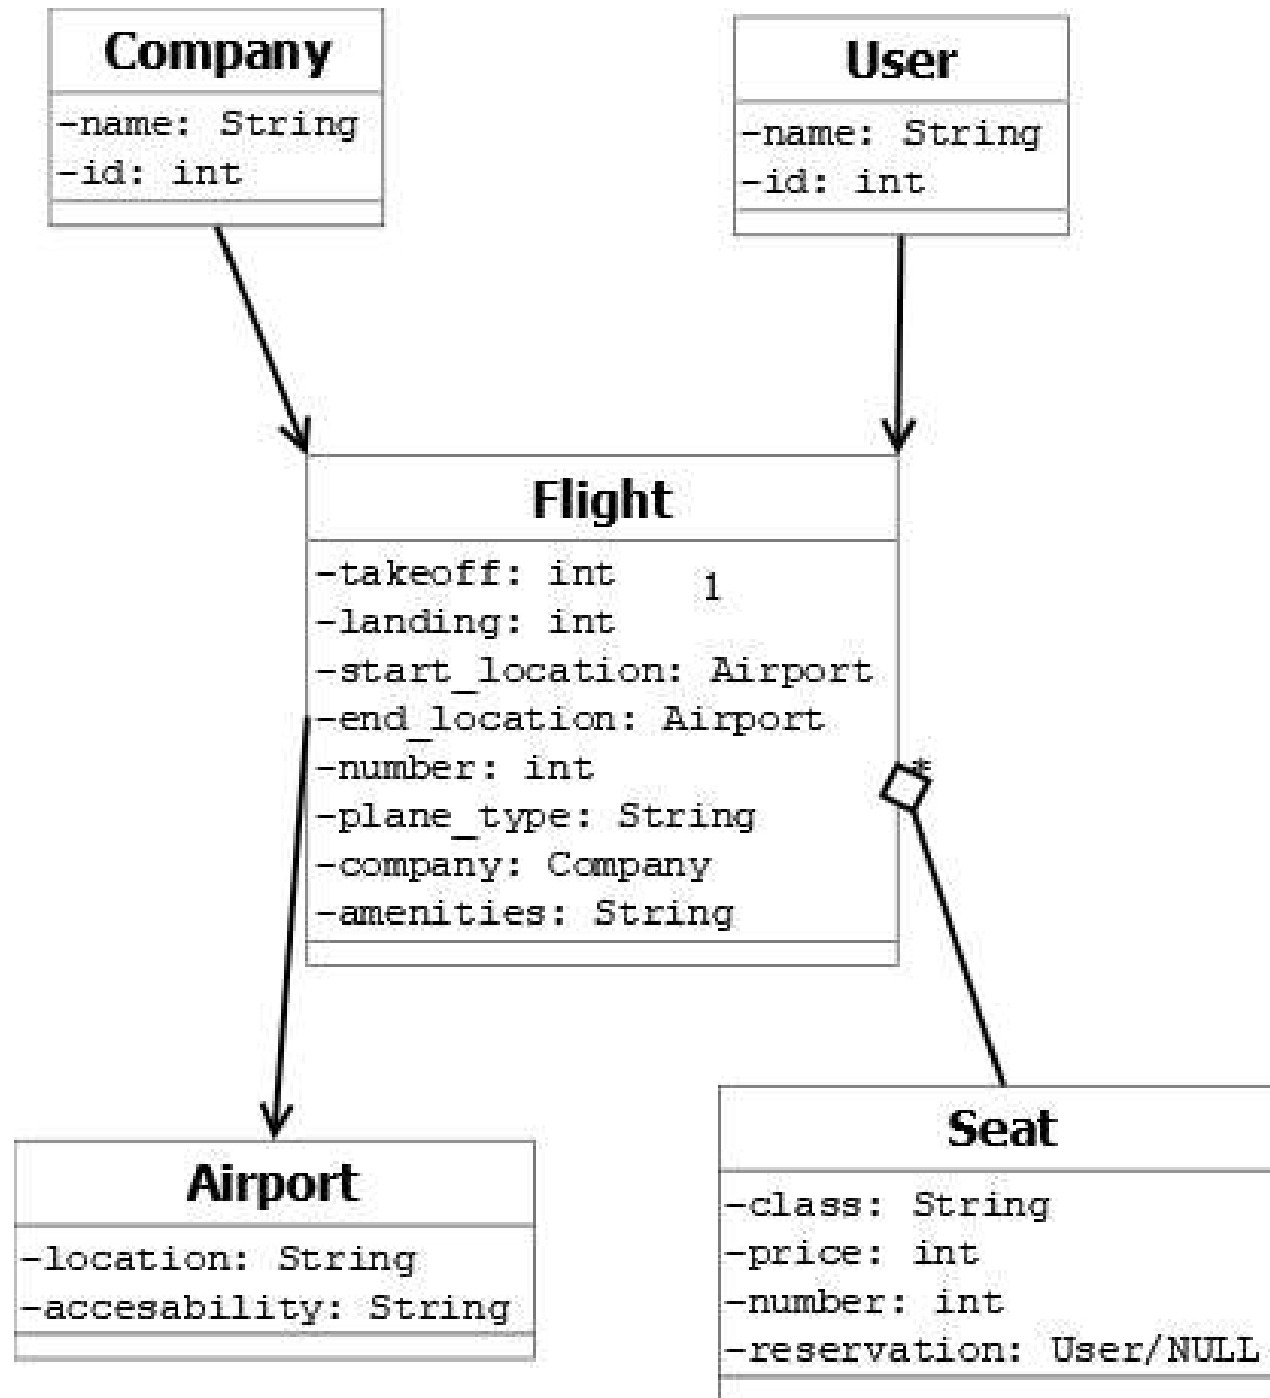 Company
-name: String
-id: int
User
-name: String
-id: int
Flight
-takeoff: int
1
-landing: int
-start_location: Airport
-end_location: Airport
-number: int
*
-plane_type: String
-company: Company
-amenities: String
Airport
-location: String
-accesability: String
Seat
-class: String
-price: int
-number: int
-reservation: User/NULL